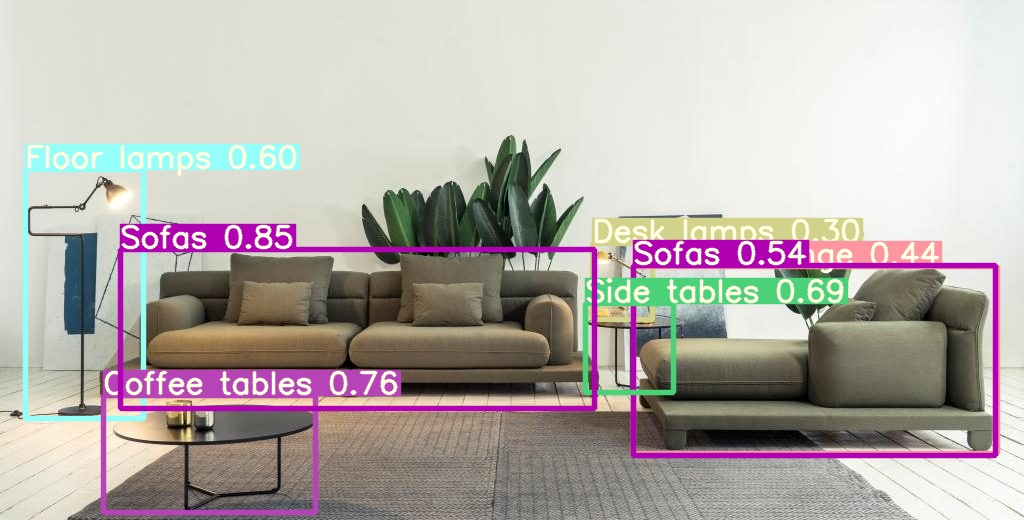 Floor lamps 0.60
Sofas 0.85
Desk lamps 0.30
Sofas 0.54
0.44
Side tables 0.69
Coffee tables 0.76